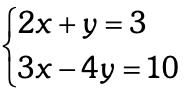 2x + y = 3
3x − 4y = 10